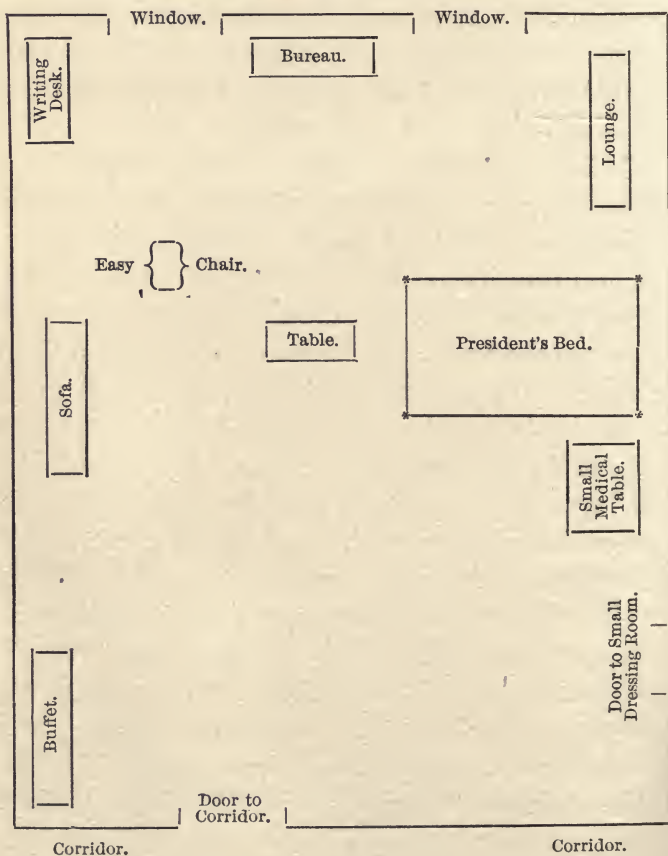 Window.
Window.
Bureau.
Writing
Desk.
Lounge.
Easy { } Chair.
Table.
President's Bed.
Sofa.
Small
Medical
Table.
Door to Small
Dressing Room.
Buffet.
Door to
Corridor.
Corridor.
Corridor.